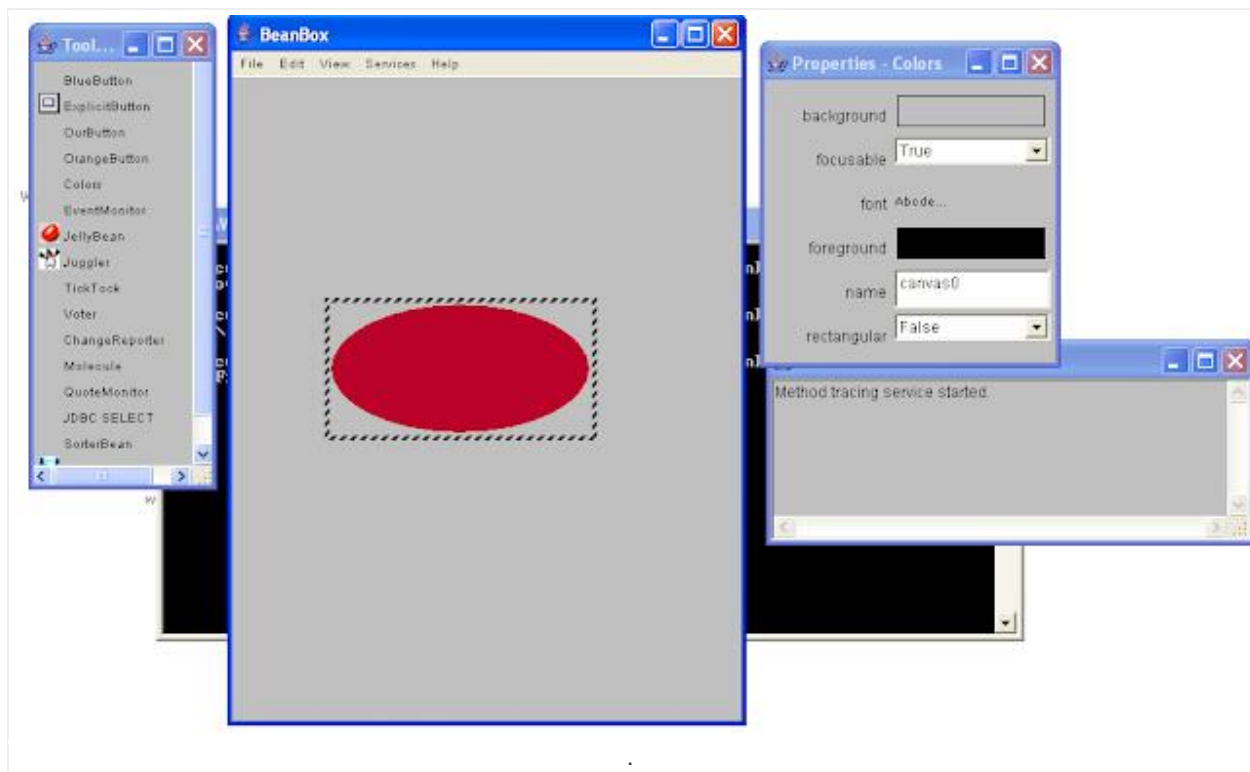 Tool...
BlueButton
ExplicitButton
OurButton
OrangeButton
Colors
EventMonitor
JellyBean
Juggler
TickTock
Voter
ChangeReporter
Molecule
QuoteMonitor
JDBC SELECT
SorterBean
BeanBox
File Edit View Services Help
Properties - Colors
background
focusable True
font Abcde...
foreground
name canvas0
rectangular False
Method tracing service started.